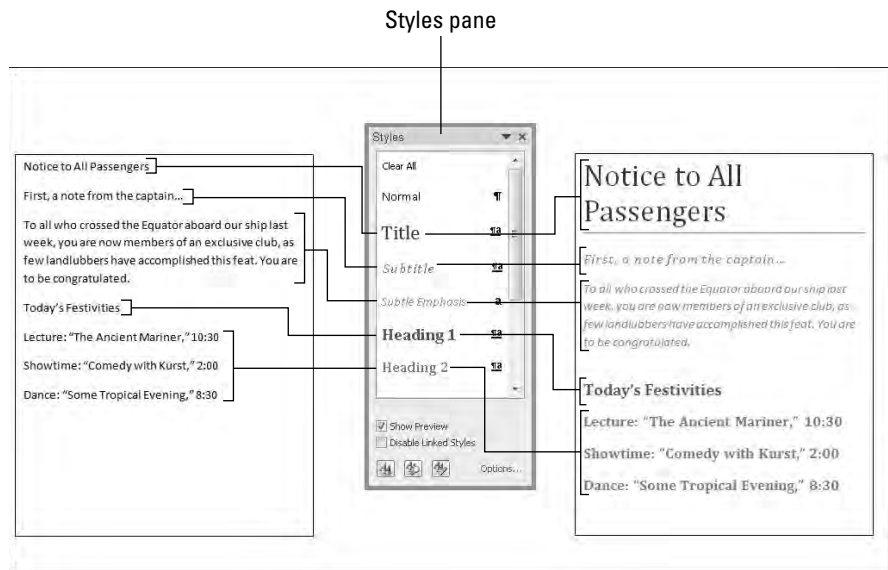 Styles pane
Notice to All Passengers
First, a note from the captain...
To all who crossed the Equator aboard our ship last
week, you are now members of an exclusive club, as
few landlubbers have accomplished this feat. You are
to be congratulated.
Today's Festivities
Lecture: "The Ancient Mariner," 10:30
Showtime: "Comedy with Kurst," 2:00
Dance: "Some Tropical Evening," 8:30
Styles
Clear All
Normal ¶
Title ¶a
Subtitle ¶a
Subtle Emphasis a
Heading 1 ¶a
Heading 2
Show Preview
Disable Linked Styles
Options...
Notice to All
Passengers
First, a note from the captain...
To all who crossed the Equator aboard our ship last
week, you are now members of an exclusive club, as
few landlubbers have accomplished this feat. You are
to be congratulated.
Today's Festivities
Lecture: "The Ancient Mariner," 10:30
Showtime: "Comedy with Kurst," 2:00
Dance: "Some Tropical Evening," 8:30